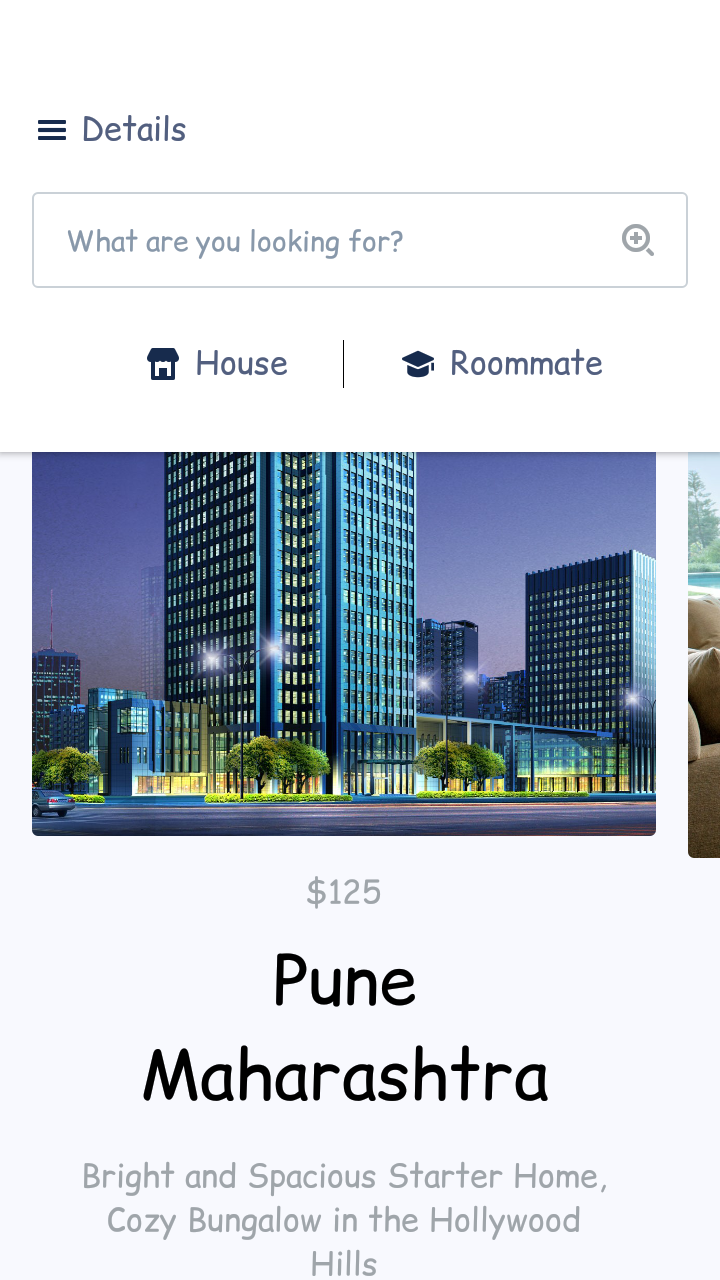 Details
What are you looking for?
House
Roommate
$125
Pune
Maharashtra
Bright and Spacious Starter Home,
Cozy Bungalow in the Hollywood
Hills